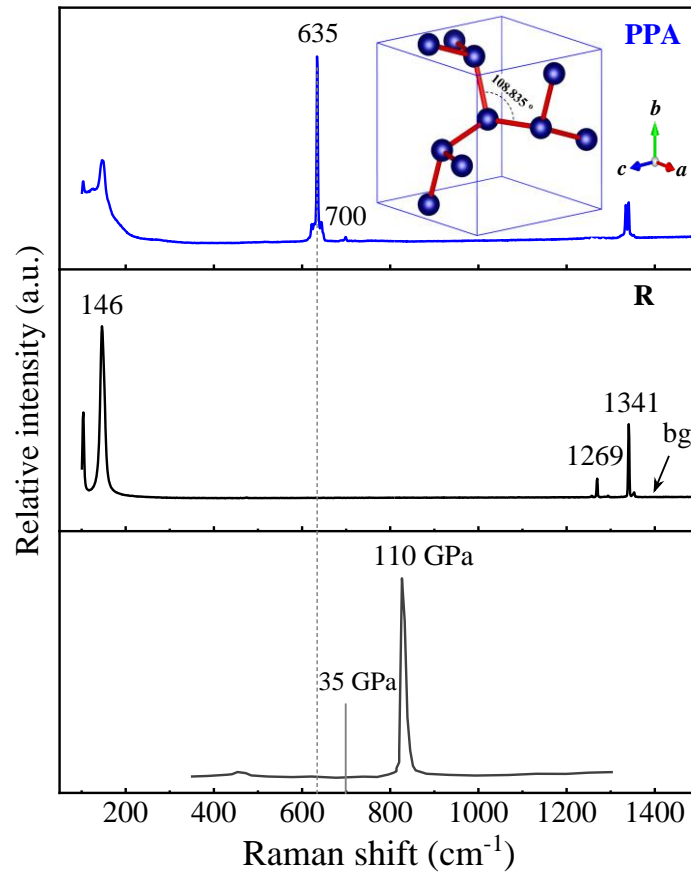 635
PPA
108.835 °
b
c
a
700
R
146
1341
1269
bg
110 GPa
35 GPa
Relative intensity (a.u.)
200 400 600 800 1000 1200 1400
Raman shift (cm-1)